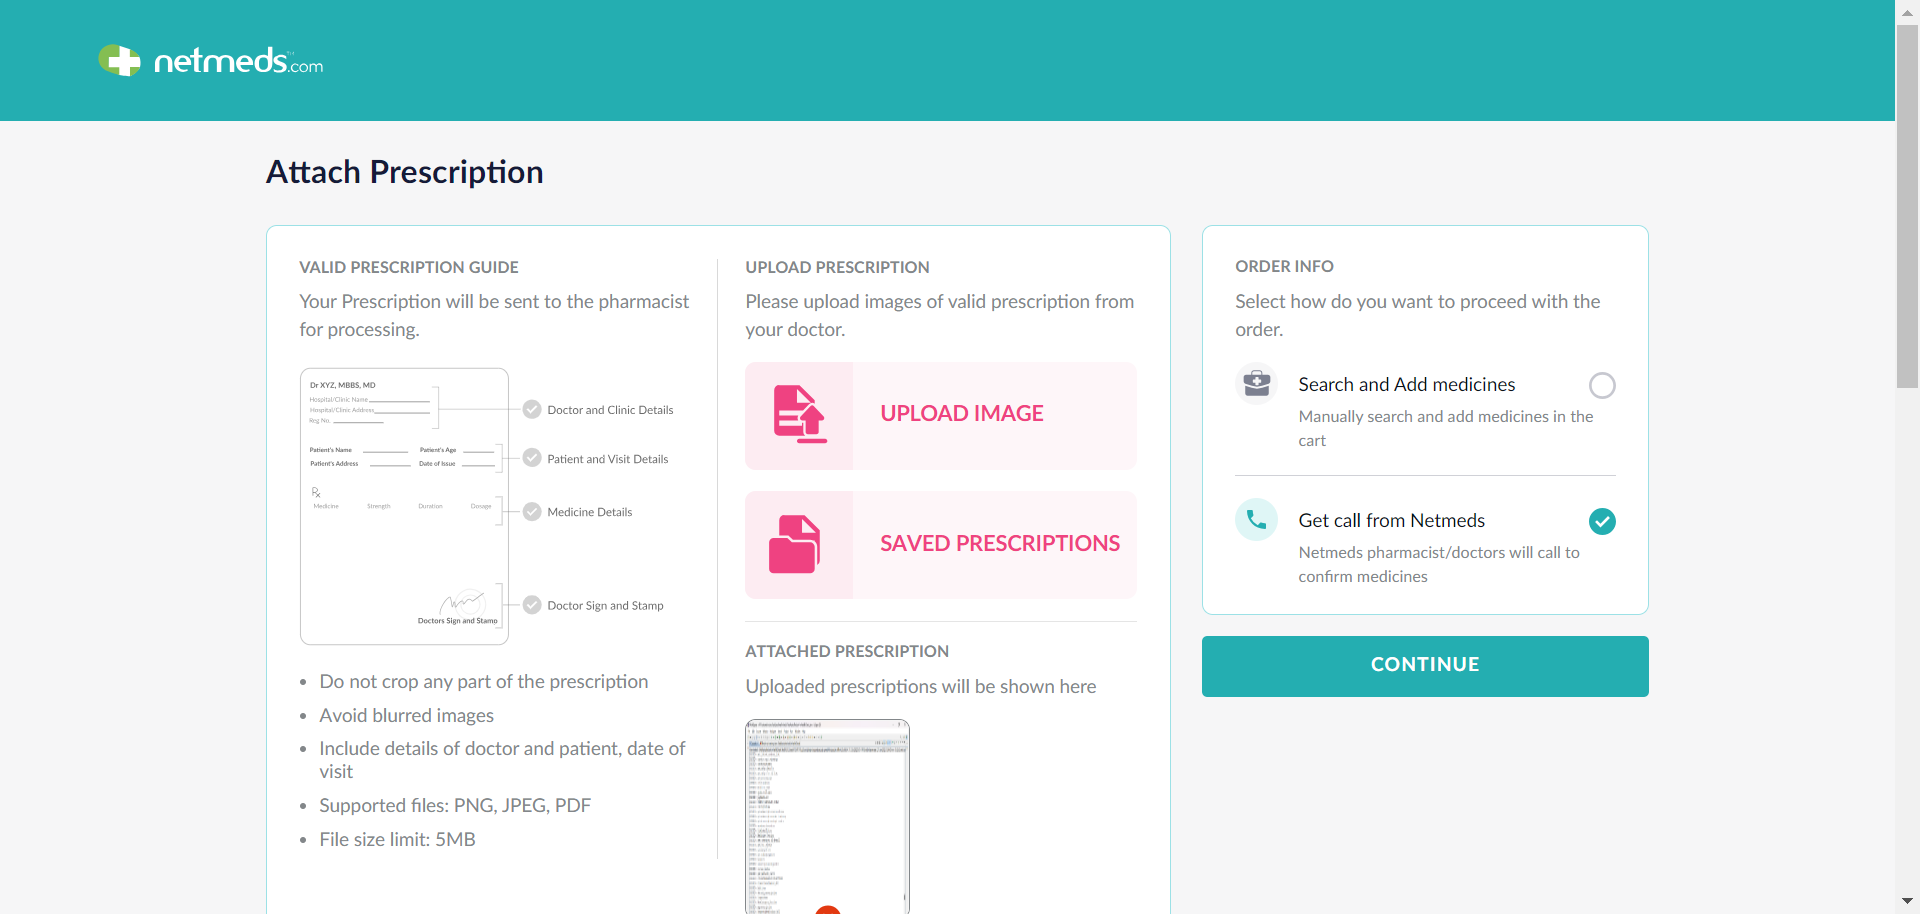 netmeds.com
Attach Prescription
VALID PRESCRIPTION GUIDE
Your Prescription will be sent to the pharmacist
for processing.
Dr XYZ, MBBS, MD
Hospital/Clinic Name
Hospital/Clinic Address
Reg No.
Patient's Name
Patient's Age
Patient's Address
Date of Issue
Rx
Medicine
Strength
Duration
Dosage
Doctors Sign and Stamp
Doctor and Clinic Details
Patient and Visit Details
Medicine Details
Doctor Sign and Stamp
• Do not crop any part of the prescription
• Avoid blurred images
• Include details of doctor and patient, date of
visit
• Supported files: PNG, JPEG, PDF
• File size limit: 5MB
UPLOAD PRESCRIPTION
Please upload images of valid prescription from
your doctor.
UPLOAD IMAGE
SAVED PRESCRIPTIONS
ATTACHED PRESCRIPTION
Uploaded prescriptions will be shown here
ORDER INFO
Select how do you want to proceed with the
order.
Search and Add medicines
Manually search and add medicines in the
cart
Get call from Netmeds
Netmeds pharmacist/doctors will call to
confirm medicines
CONTINUE